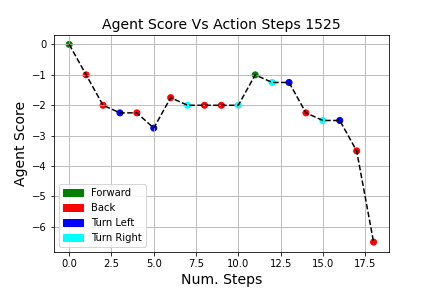 Agent Score Vs Action Steps 1525
Agent Score
0
−1
−2
−3
−4
−5
−6
Forward
Back
Turn Left
Turn Right
0.0 2.5 5.0 7.5 10.0 12.5 15.0 17.5
Num. Steps